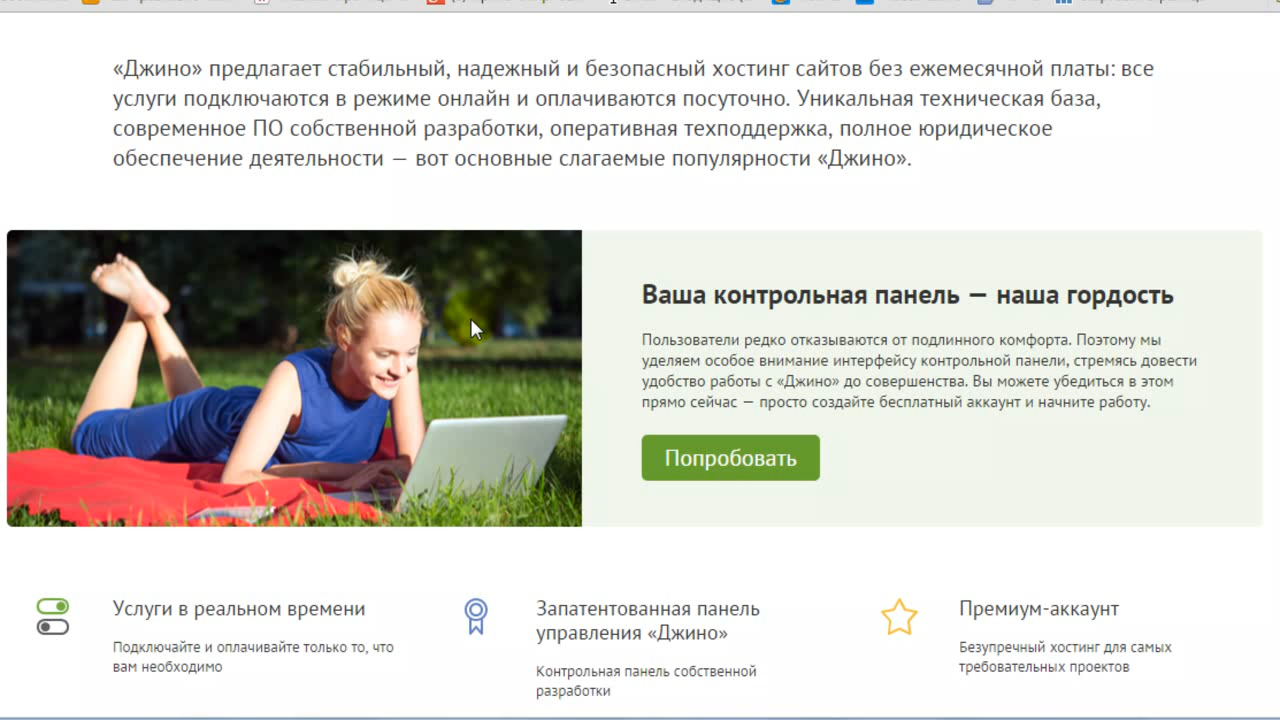 «Джино» предлагает стабильный, надежный и безопасный хостинг сайтов без ежемесячной платы: все
услуги подключаются в режиме онлайн и оплачиваются посуточно. Уникальная техническая база,
современное ПО собственной разработки, оперативная техподдержка, полное юридическое
обеспечение деятельности — вот основные слагаемые популярности «Джино».
Ваша контрольная панель — наша гордость
Пользователи редко отказываются от подлинного комфорта. Поэтому мы
уделяем особое внимание интерфейсу контрольной панели, стремясь довести
удобство работы с «Джино» до совершенства. Вы можете убедиться в этом
прямо сейчас — просто создайте бесплатный аккаунт и начните работу.
Попробовать
Услуги в реальном времени
Подключайте и оплачивайте только то, что
вам необходимо
Запатентованная панель
управления «Джино»
Контрольная панель собственной
разработки
Премиум-аккаунт
Безупречный хостинг для самых
требовательных проектов